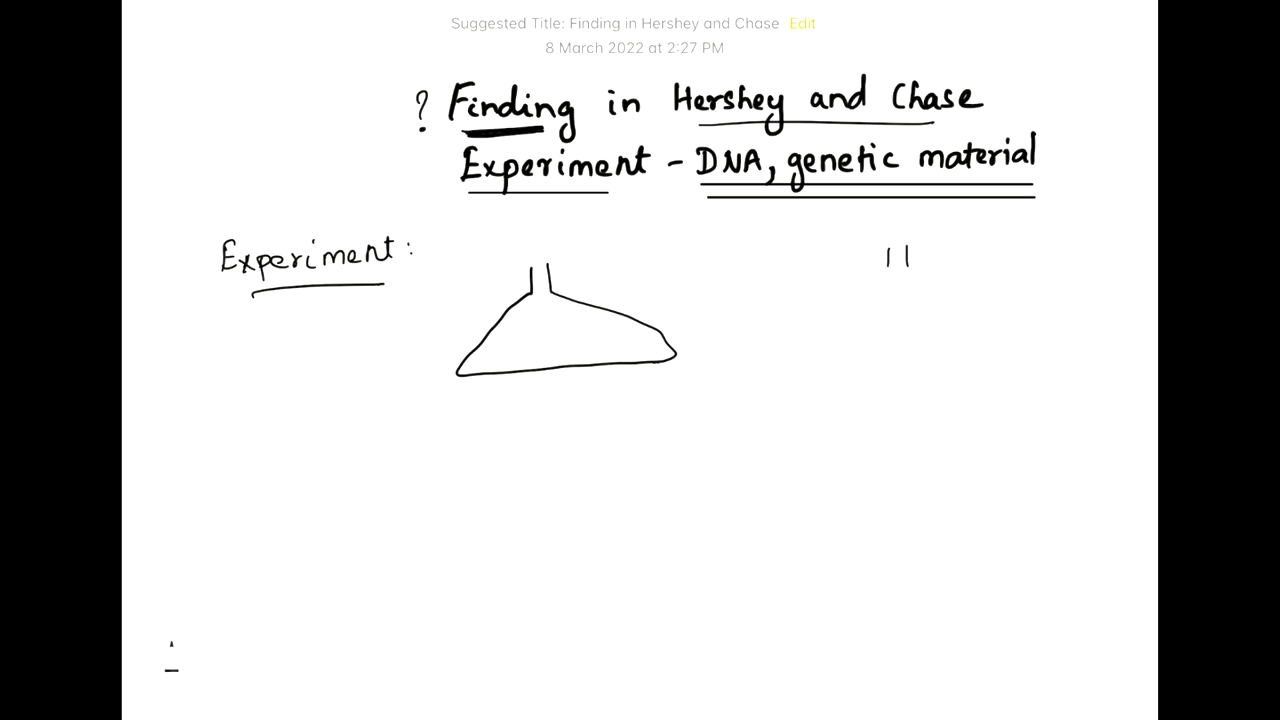 Suggested Title: Finding in Hershey and Chase Edit
8 March 2022 at 2:27 PM
? Finding in Hershey and Chase
Experiment - DNA, genetic material
Experiment: